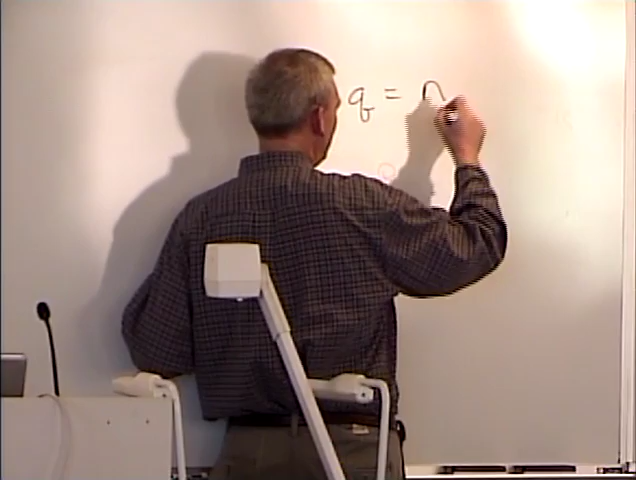 q = n